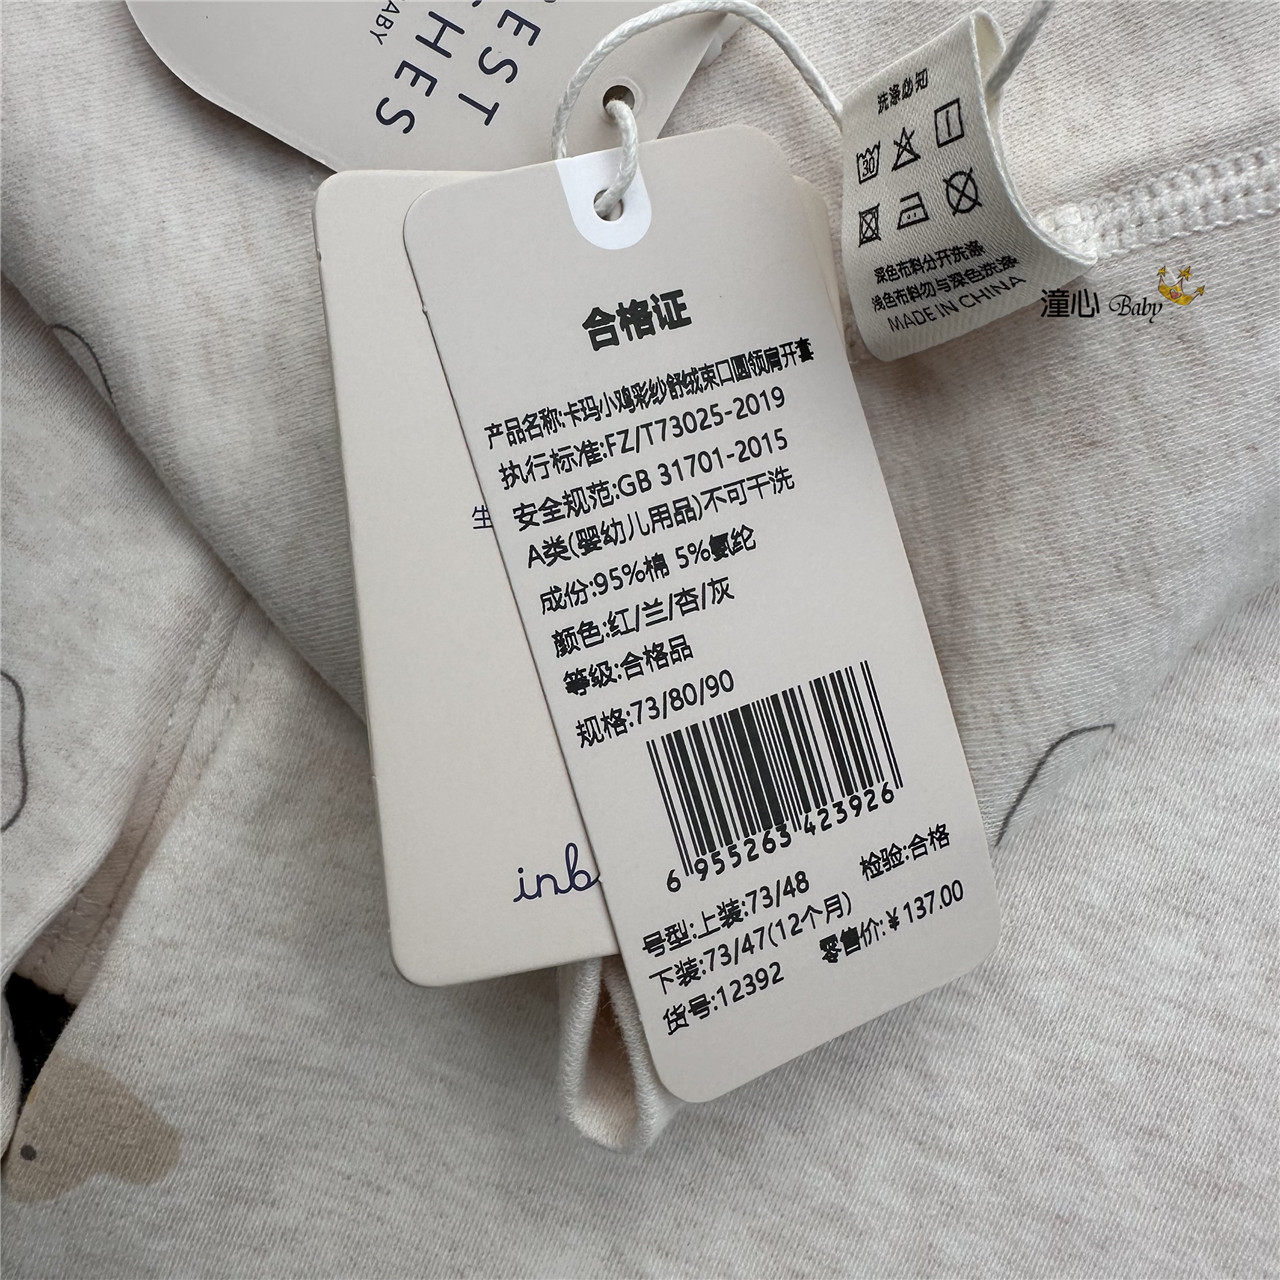 EST
CHES
BABY
洗涤必知
30
深色布料分开洗涤
浅色布料勿与深色洗涤
MADE IN CHINA
潼心 Baby
合格证
产品名称:卡玛小鸡彩纱舒绒束口圆领肩开套
执行标准:FZ/T73025-2019
安全规范:GB 31701-2015
A类(婴幼儿用品)不可干洗
成份:95%棉 5%氨纶
颜色:红/兰/杏/灰
等级:合格品
规格:73/80/90
6 955263 423926
号型:上装:73/48 检验:合格
下装:73/47(12个月)
货号:12392 零售价:¥137.00
生
inb